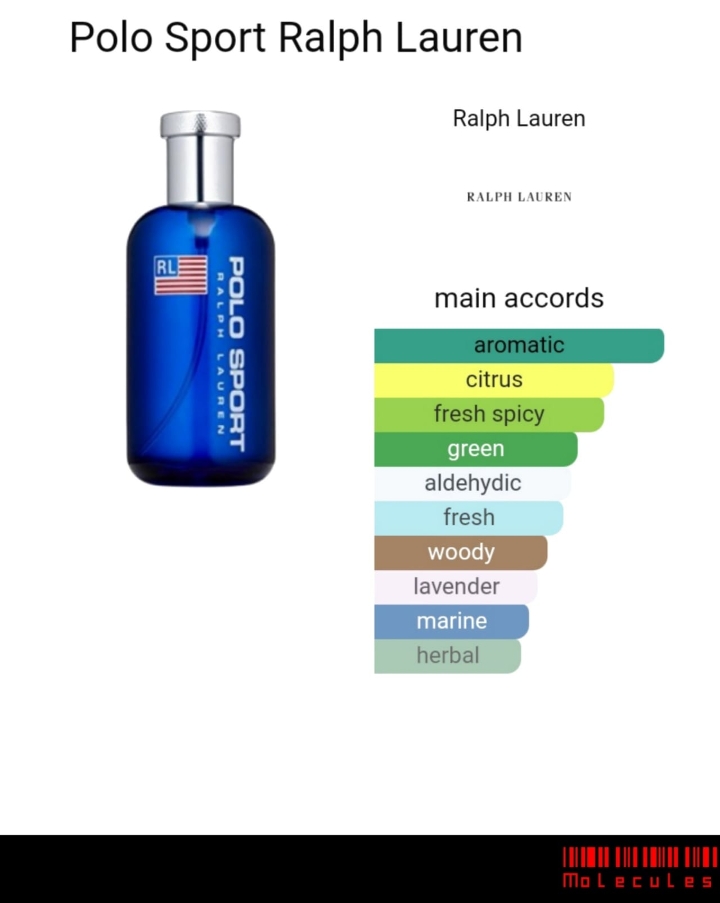 Polo Sport Ralph Lauren
Ralph Lauren
RALPH LAUREN
RL
POLO SPORT
RALPH LAUREN
main accords
aromatic
citrus
fresh spicy
green
aldehydic
fresh
woody
lavender
marine
herbal
Molecules